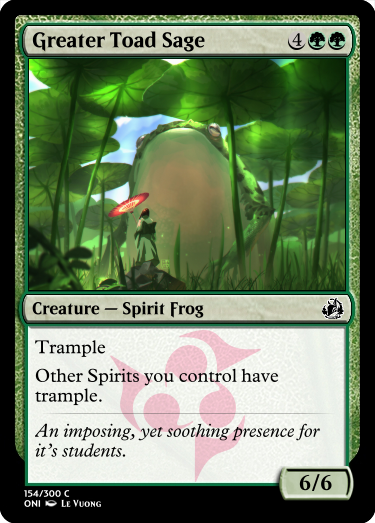 Greater Toad Sage 4
Creature — Spirit Frog
Trample
Other Spirits you control have
trample.
An imposing, yet soothing presence for
it's students.
6/6
154/300 C
ONI Le Vuong